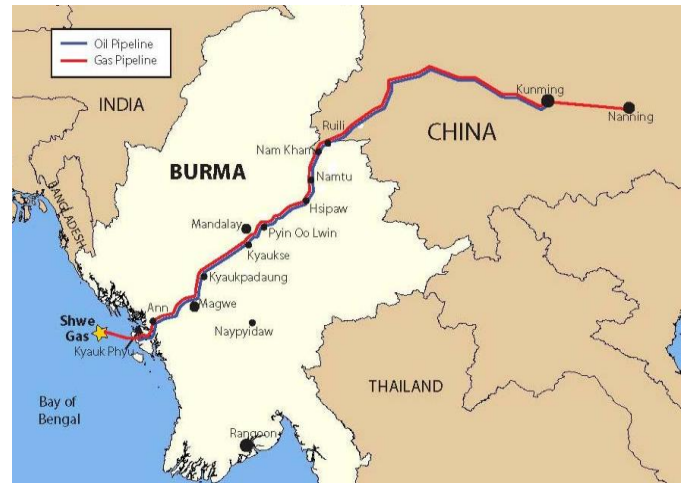 Oil Pipeline
Gas Pipeline
INDIA
Kunming
Nanning
Ruili
CHINA
Nam Kham
BURMA
Namtu
BANGLADESH
Hsipaw
Mandalay
Pyin Oo Lwin
Kyaukse
Kyaukpadaung
Ann
Magwe
Shwe
Gas
Naypyidaw
Kyauk Phyu
THAILAND
Bay of
Bengal
Rangoon